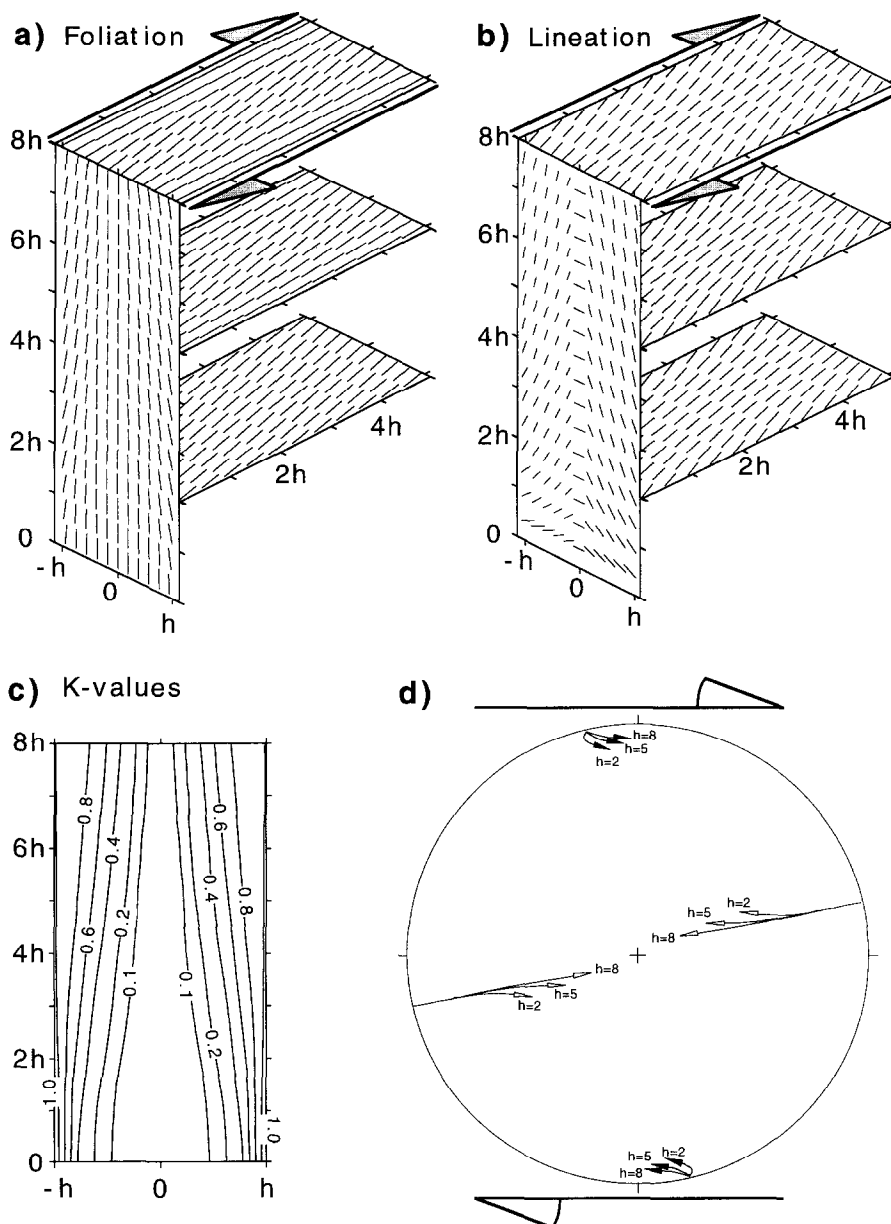 a) Foliation
8h
6h
4h
2h
0
- h
0
h
2h
4h
b) Lineation
8h
6h
4h
2h
0
- h
0
h
2h
4h
c) K-values
8h
6h
4h
2h
0
- h
0
h
0.8
0.4
0.6
0.2
0.1
1.0
0.6
0.8
0.4
0.1
0.2
1.0
d)
h=8
h=5
h=2
h=2
h=5
h=8
h=8
h=5
h=2
h=5
h=2
h=8